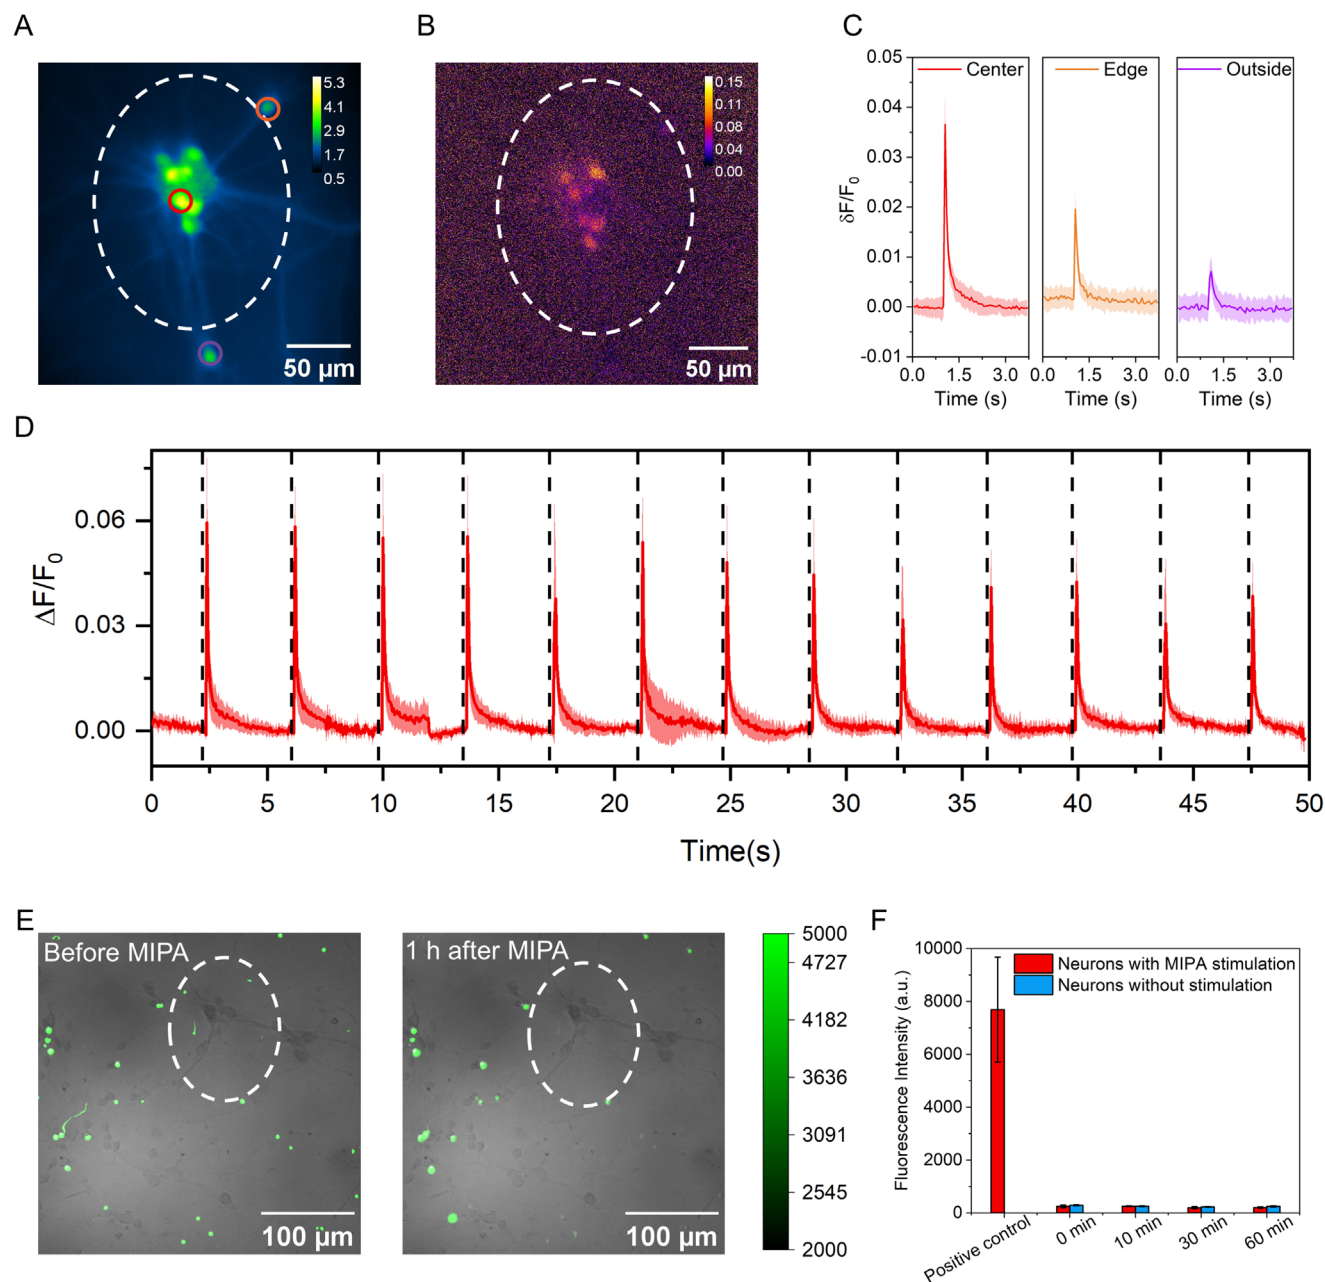 A
5.3
4.1
2.9
1.7
0.5
50 µm
B
0.15
0.11
0.08
0.04
0.00
50 µm
C
Center
Edge
Outside
0.05
0.04
0.03
0.02
0.01
0.00
-0.01
δF/F0
0.0 1.5 3.0
0.0 1.5 3.0
0.0 1.5 3.0
Time (s)
Time (s)
Time (s)
D
0.06
0.03
0.00
ΔF/F0
0 5 10 15 20 25 30 35 40 45 50
Time(s)
E
Before MIPA
100 µm
1 h after MIPA
100 µm
5000
4727
4182
3636
3091
2545
2000
F
10000
8000
6000
4000
2000
0
Fluorescence Intensity (a.u.)
Neurons with MIPA stimulation
Neurons without stimulation
Positive control
0 min
10 min
30 min
60 min